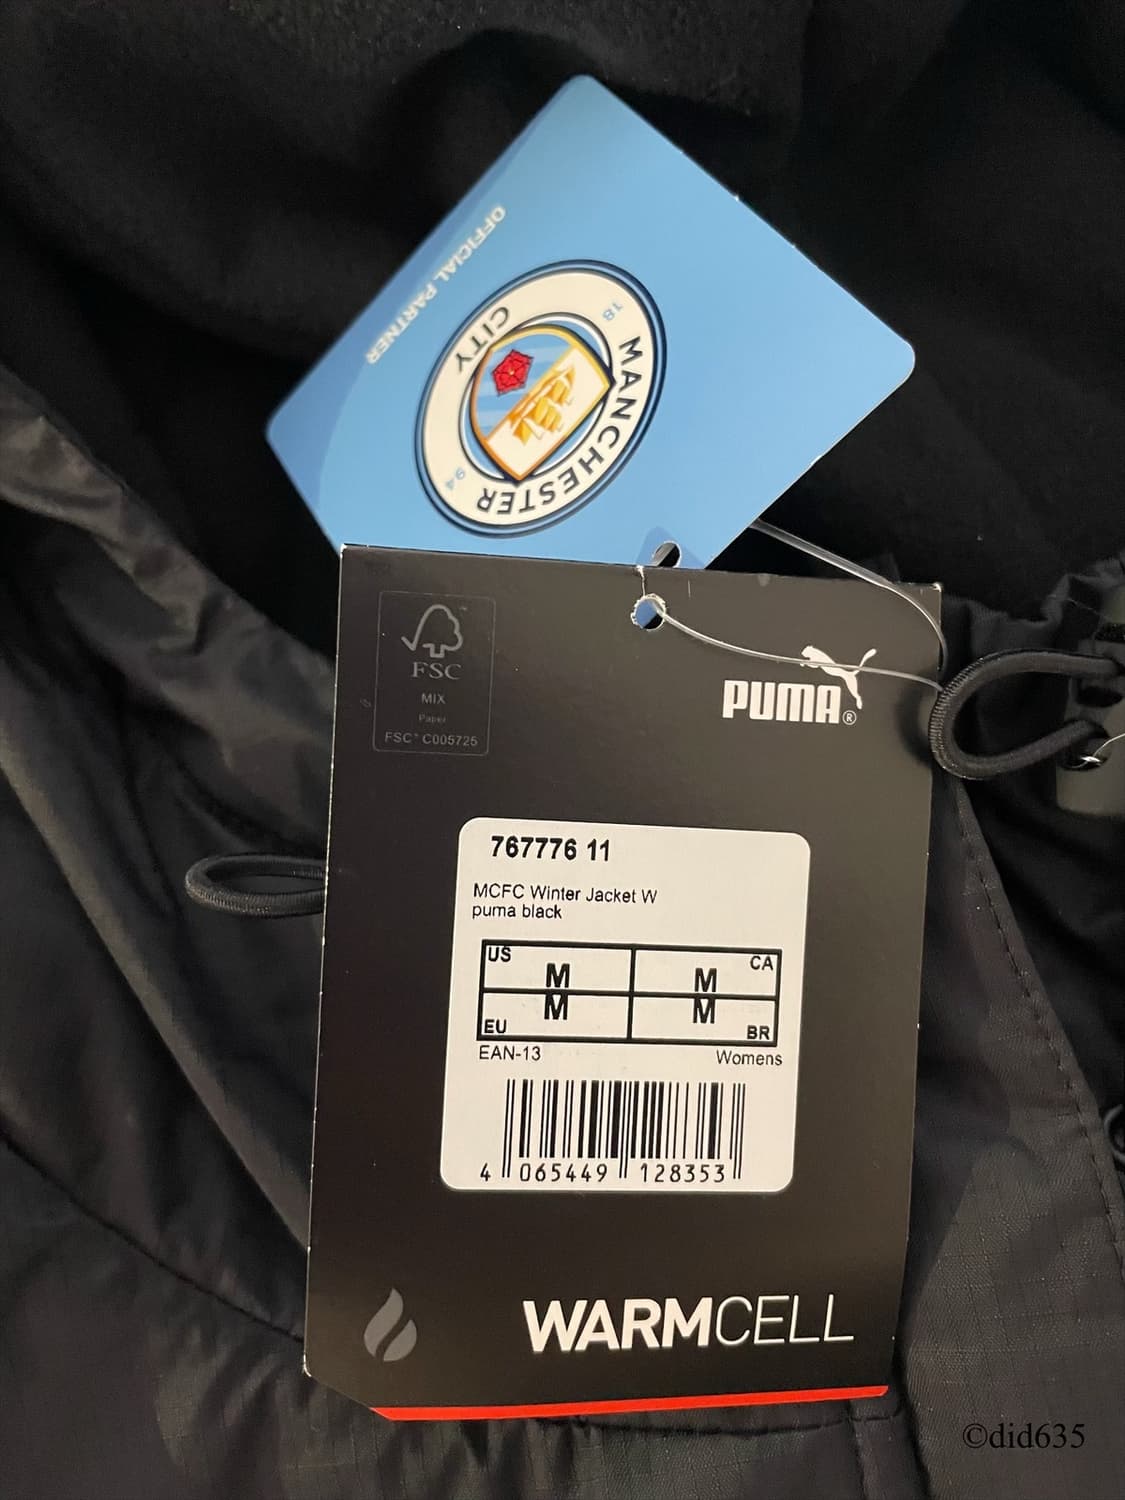 OFFICIAL PARTNER
MANCHESTER
CITY
18 94
FSC™
MIX
Paper
FSC® C005725
PUMA®
767776 11
MCFC Winter Jacket W
puma black
US M M CA
EU M M BR
EAN-13 Womens
4 065449 128353
WARMCELL
©did635